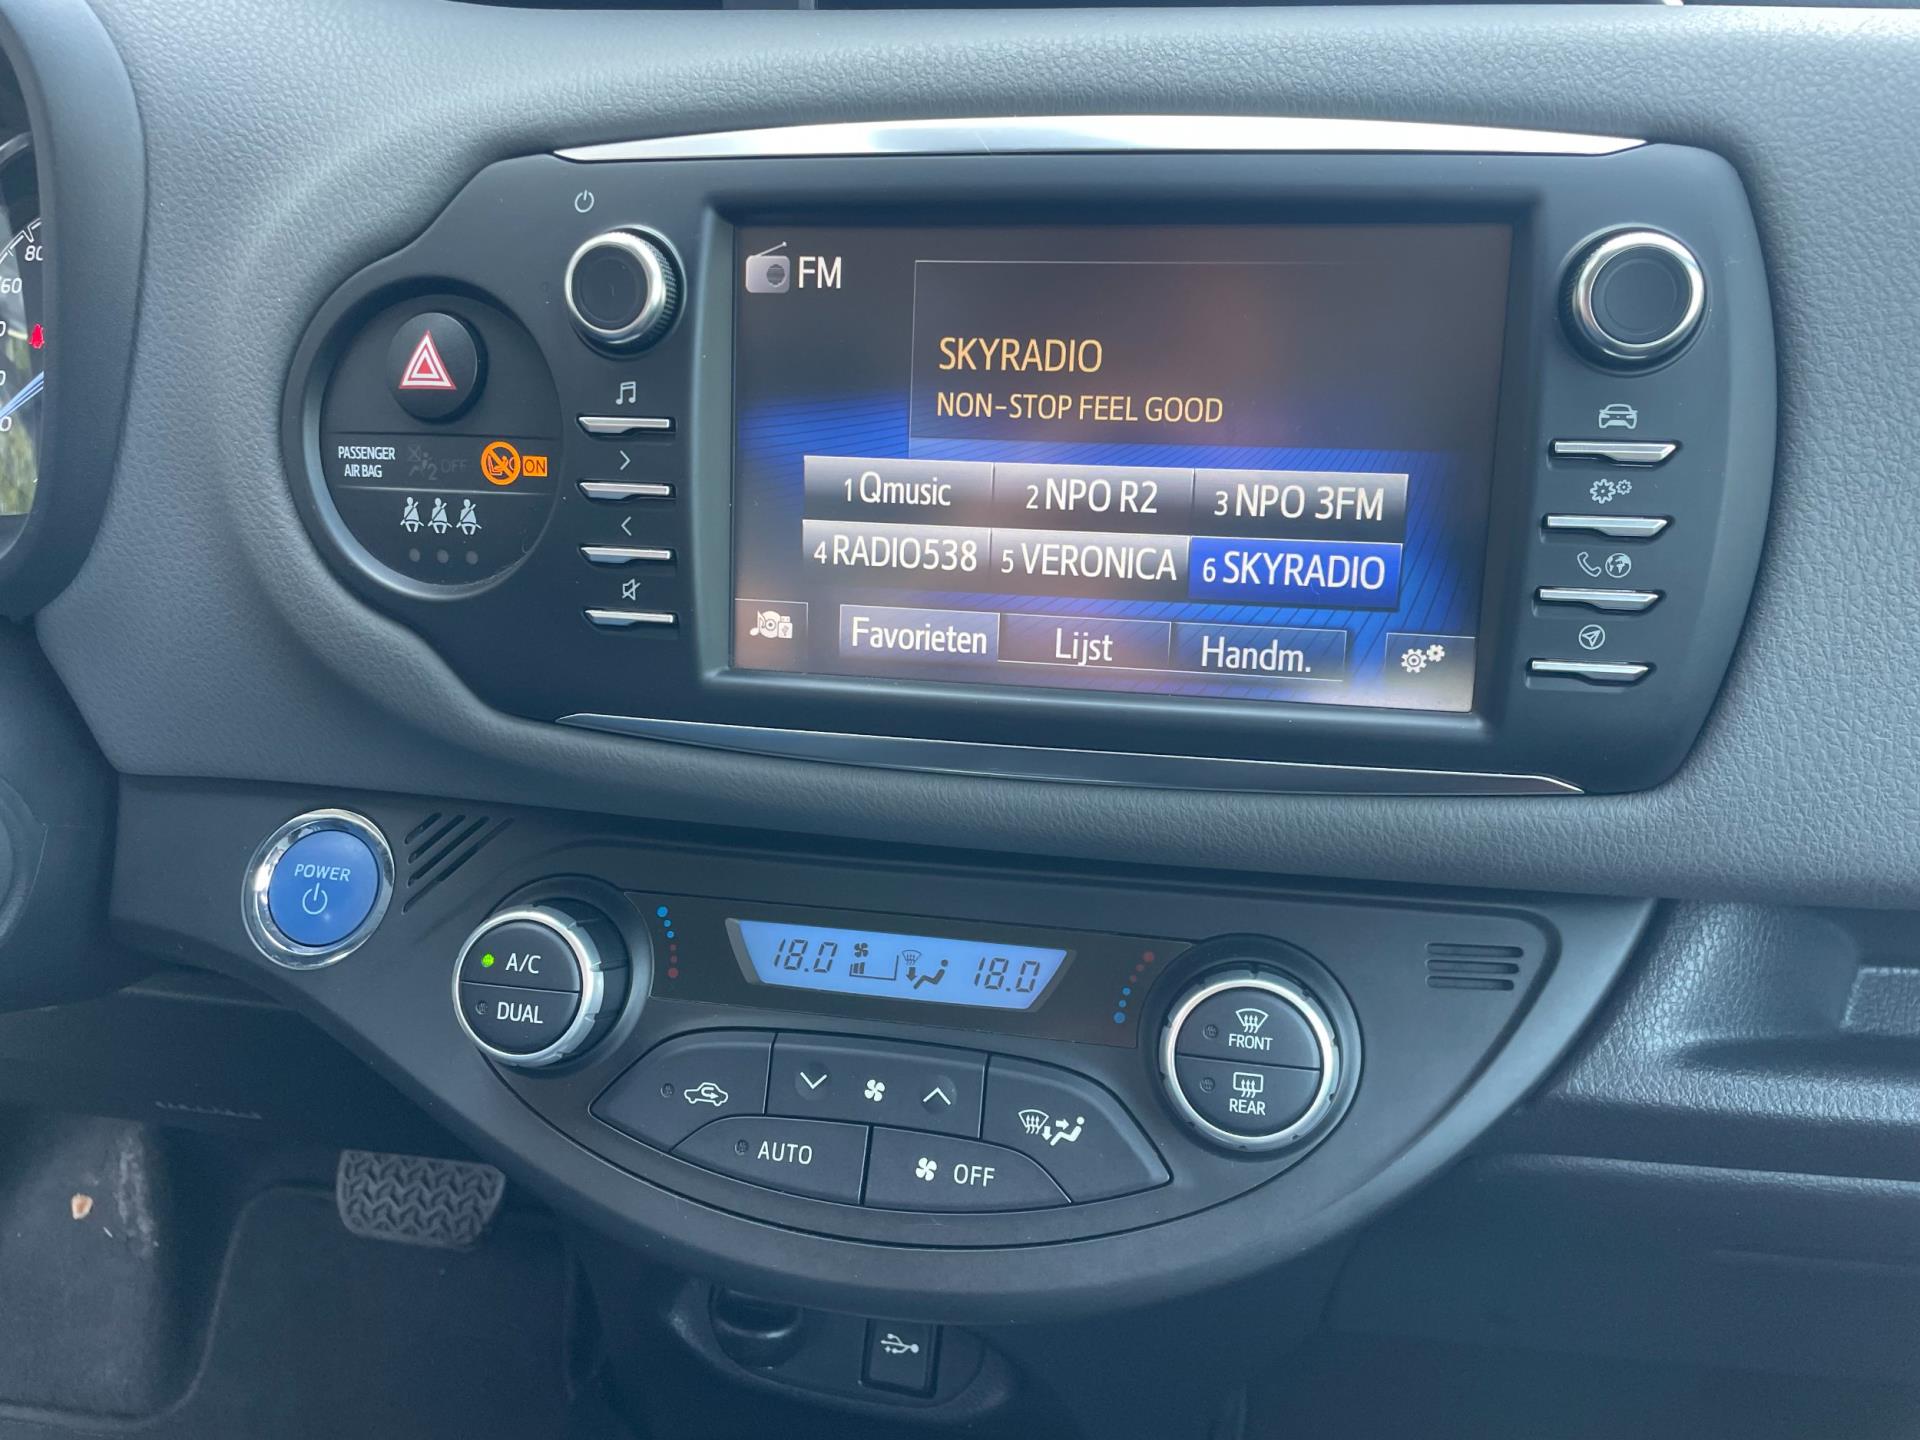 80
60
FM
SKYRADIO
NON-STOP FEEL GOOD
PASSENGER
AIR BAG
OFF
ON
2
1 Qmusic
2 NPO R2
3 NPO 3FM
4 RADIO538
5 VERONICA
6 SKYRADIO
Favorieten
Lijst
Handm.
POWER
A/C
DUAL
18.0
18.0
FRONT
REAR
AUTO
OFF